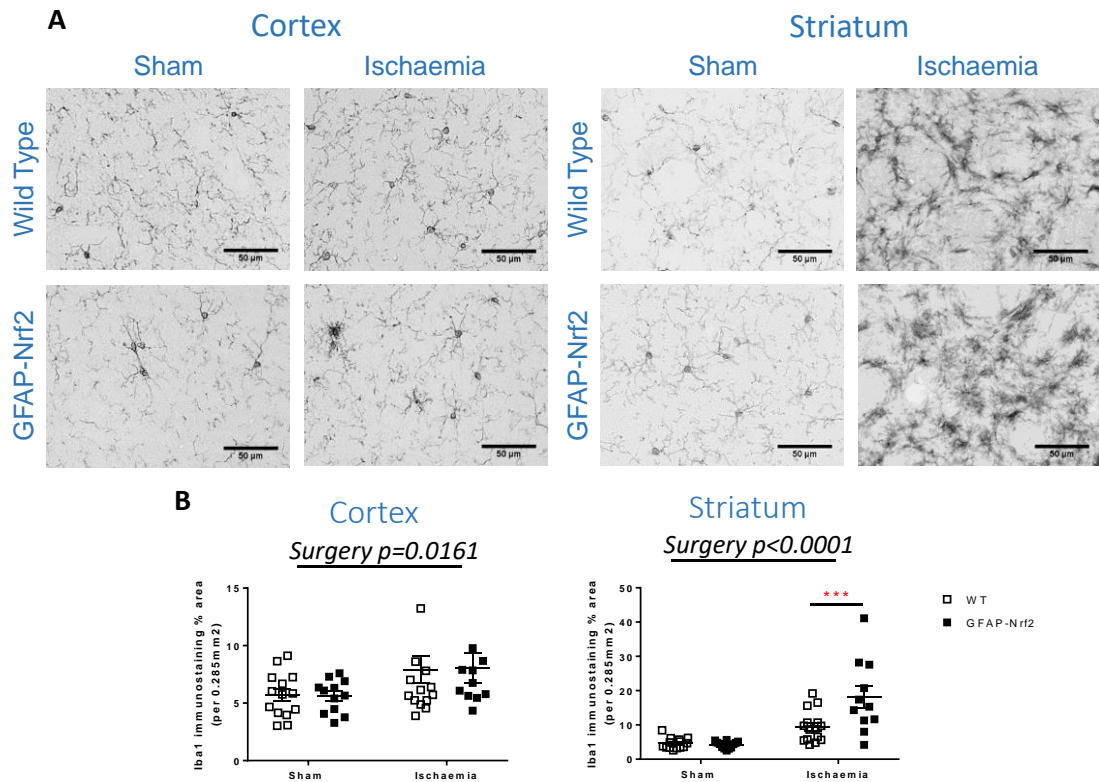 A
Cortex
Striatum
Sham
Ischaemia
Sham
Ischaemia
Wild Type
50 µm
50 µm
Wild Type
50 µm
50 µm
GFAP-Nrf2
50 µm
50 µm
GFAP-Nrf2
50 µm
50 µm
B
Cortex
Striatum
Surgery p=0.0161
Surgery p<0.0001
Iba1 immunostaining % area
(per 0.285mm2)
15
10
5
0
Sham
Ischaemia
Iba1 immunostaining % area
(per 0.285mm2)
50
40
30
20
10
0
***
Sham
Ischaemia
WT
GFAP-Nrf2